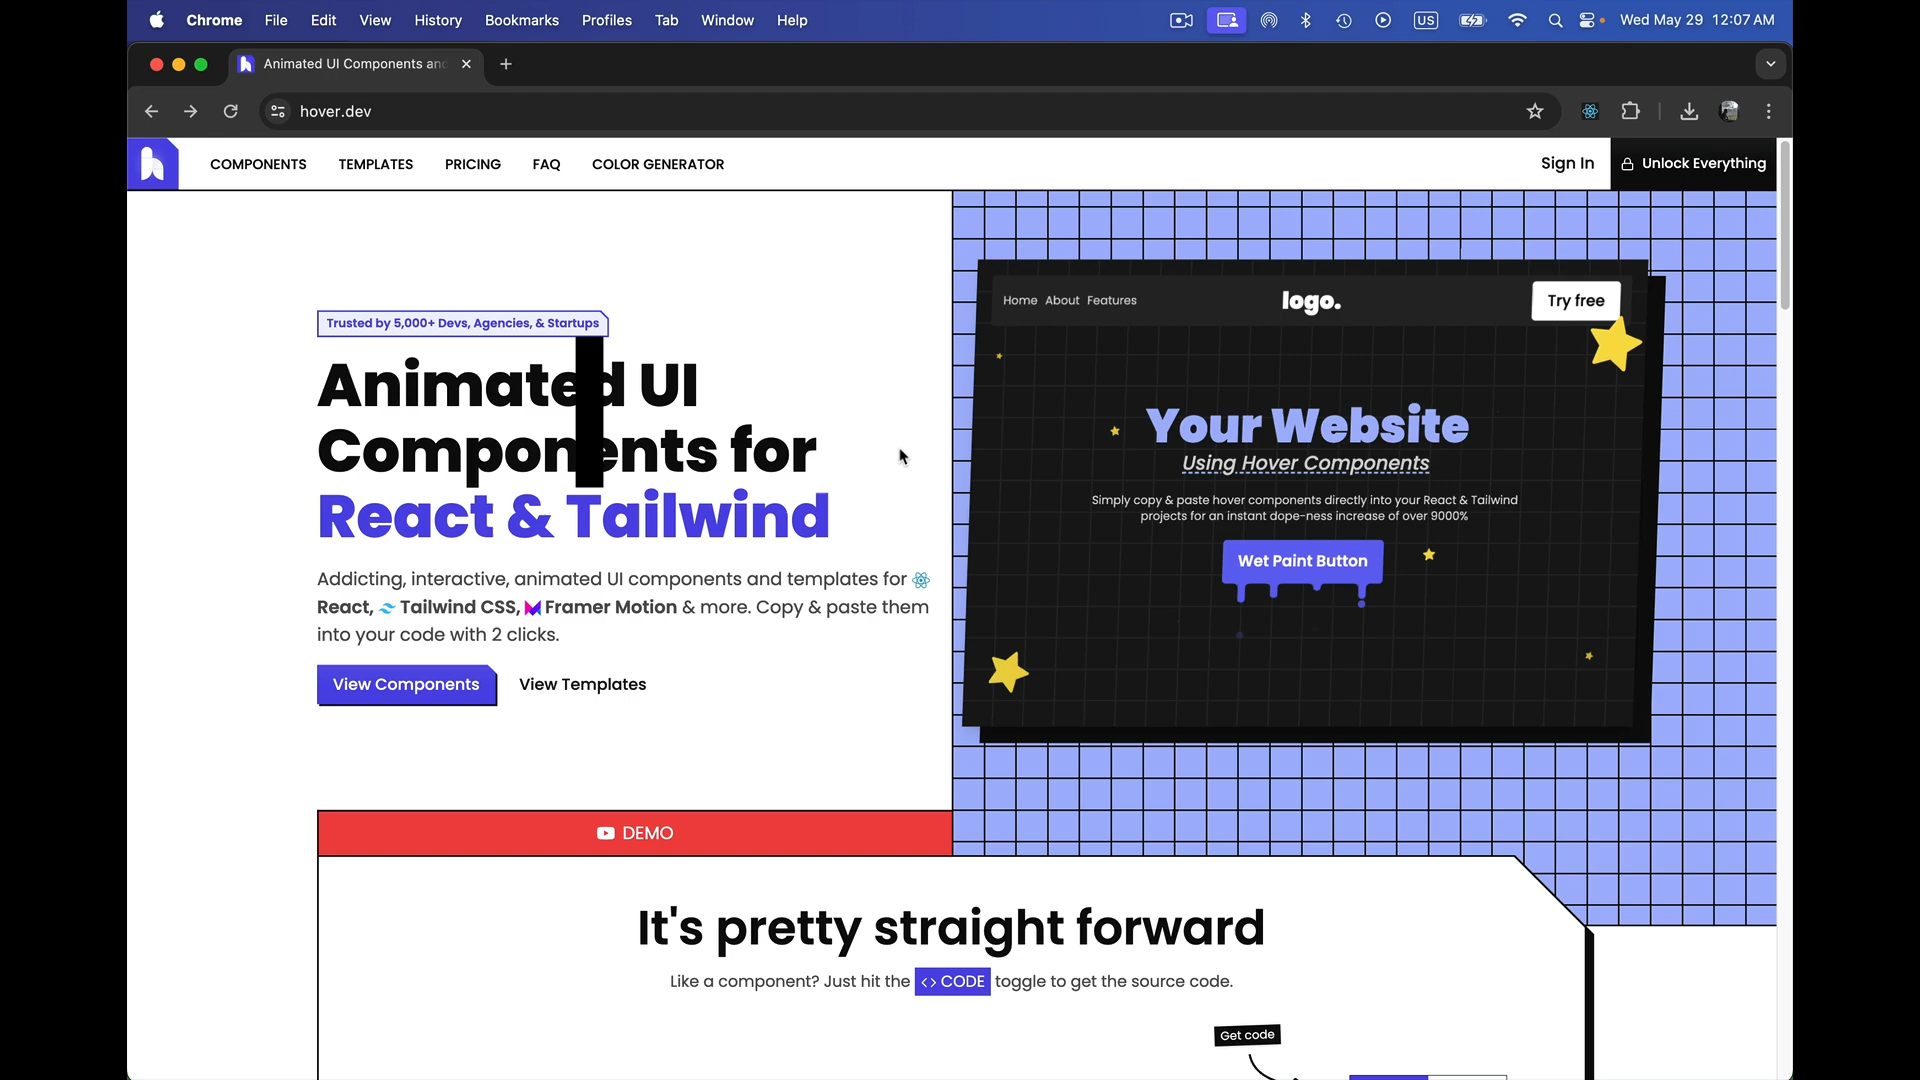 Chrome File Edit View History Bookmarks Profiles Tab Window Help US Wed May 29 12:07 AM
Animated UI Components an
hover.dev
COMPONENTS TEMPLATES PRICING FAQ COLOR GENERATOR Sign In Unlock Everything
Trusted by 5,000+ Devs, Agencies, & Startups
Animated UI
Components for
React & Tailwind
Addicting, interactive, animated UI components and templates for
React, Tailwind CSS, Framer Motion & more. Copy & paste them
into your code with 2 clicks.
View Components View Templates
DEMO
Home About Features logo. Try free
Your Website
Using Hover Components
Simply copy & paste hover components directly into your React & Tailwind
projects for an instant dope-ness increase of over 9000%
Wet Paint Button
It's pretty straight forward
Like a component? Just hit the <> CODE toggle to get the source code.
Get code